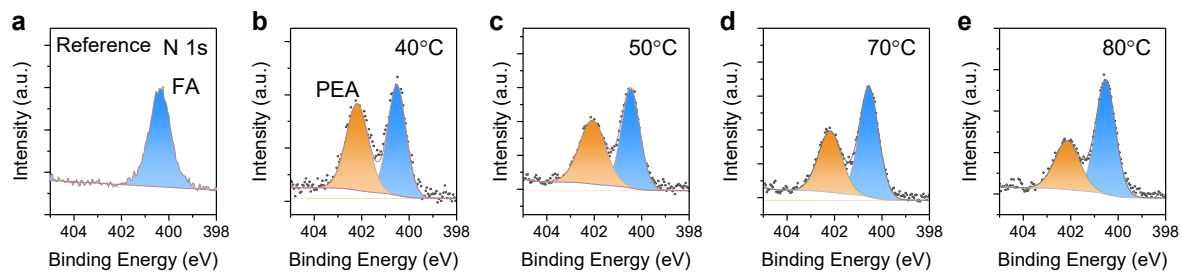 a
Reference N 1s
FA
Intensity (a.u.)
404 402 400 398
Binding Energy (eV)
b
40°C
PEA
Intensity (a.u.)
404 402 400 398
Binding Energy (eV)
c
50°C
Intensity (a.u.)
404 402 400 398
Binding Energy (eV)
d
70°C
Intensity (a.u.)
404 402 400 398
Binding Energy (eV)
e
80°C
Intensity (a.u.)
404 402 400 398
Binding Energy (eV)